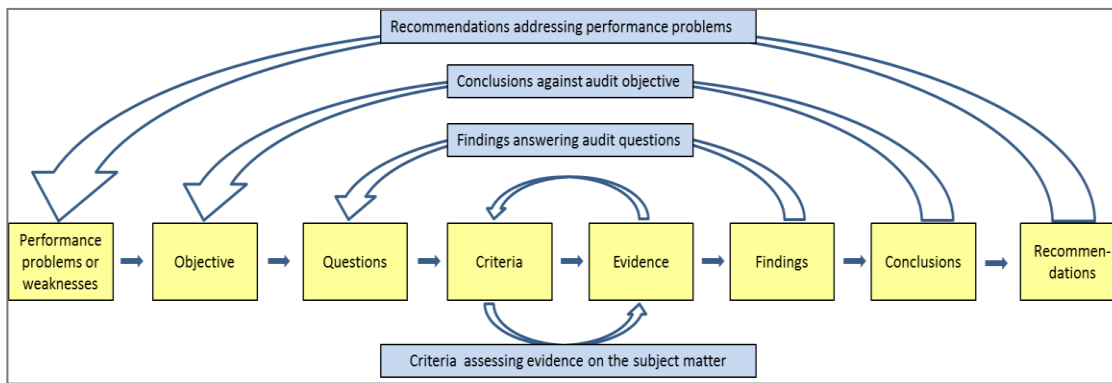 Recommendations addressing performance problems
Conclusions against audit objective
Findings answering audit questions
Performance
problems or
weaknesses
Objective
Questions
Criteria
Evidence
Findings
Conclusions
Recommen-
dations
Criteria assessing evidence on the subject matter